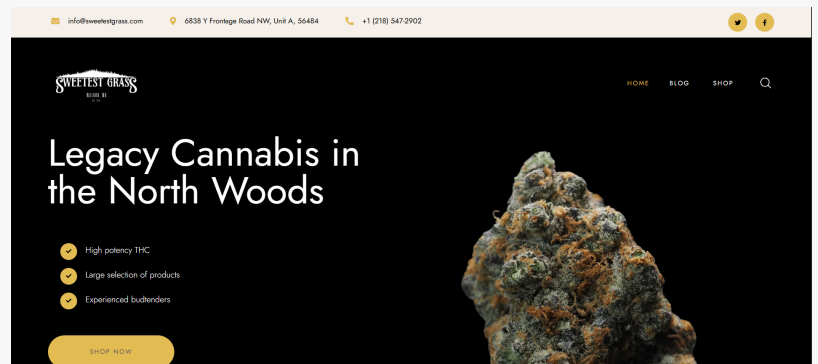 info@sweetestgrass.com
6838 Y Frontage Road NW, Unit A, 56484
+1 (218) 547-2902
SWEETEST GRASS
HOME
BLOG
SHOP
Legacy Cannabis in
the North Woods
High potency THC
Large selection of products
Experienced budtenders
SHOP NOW